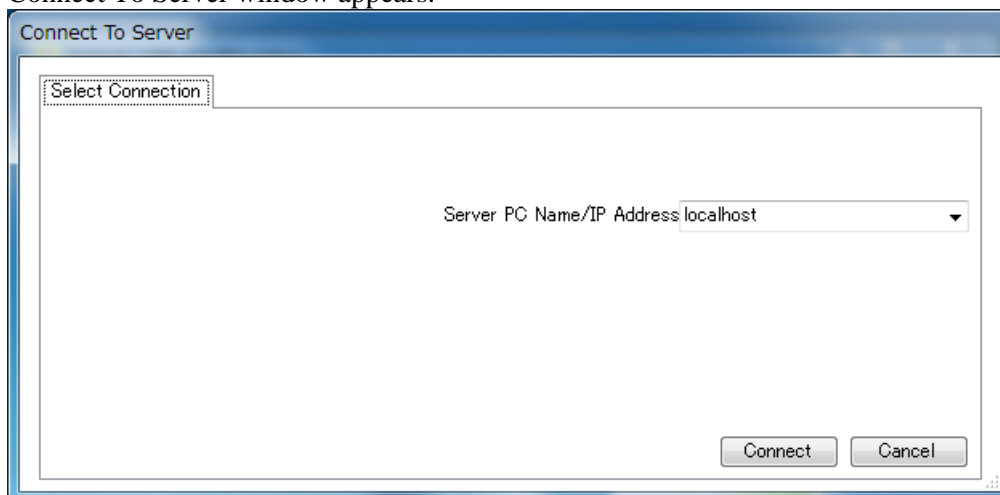 Connect To Server window appears.
Connect To Server
Select Connection
Server PC Name/IP Address localhost
Connect Cancel